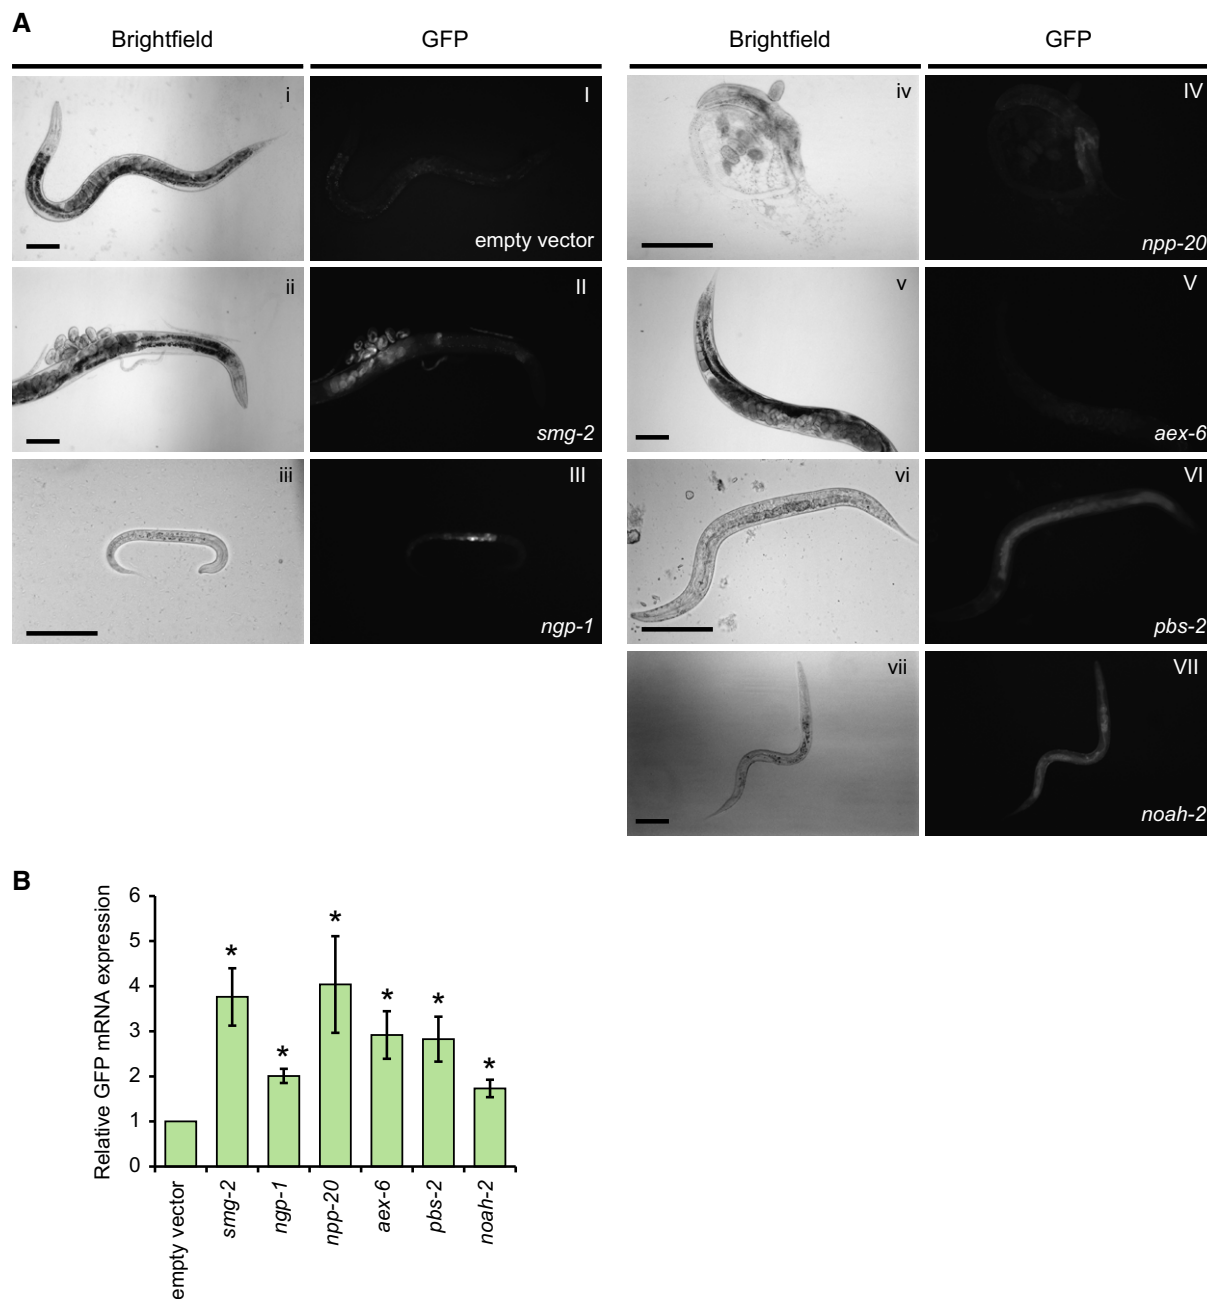 A
Brightfield GFP
Brightfield GFP
i I
empty vector
ii II
smg-2
iii III
ngp-1
iv IV
npp-20
v V
aex-6
vi VI
pbs-2
vii VII
noah-2
B
Relative GFP mRNA expression
6
5
4
3
2
1
0
* * * * * *
empty vector
smg-2
ngp-1
npp-20
aex-6
pbs-2
noah-2